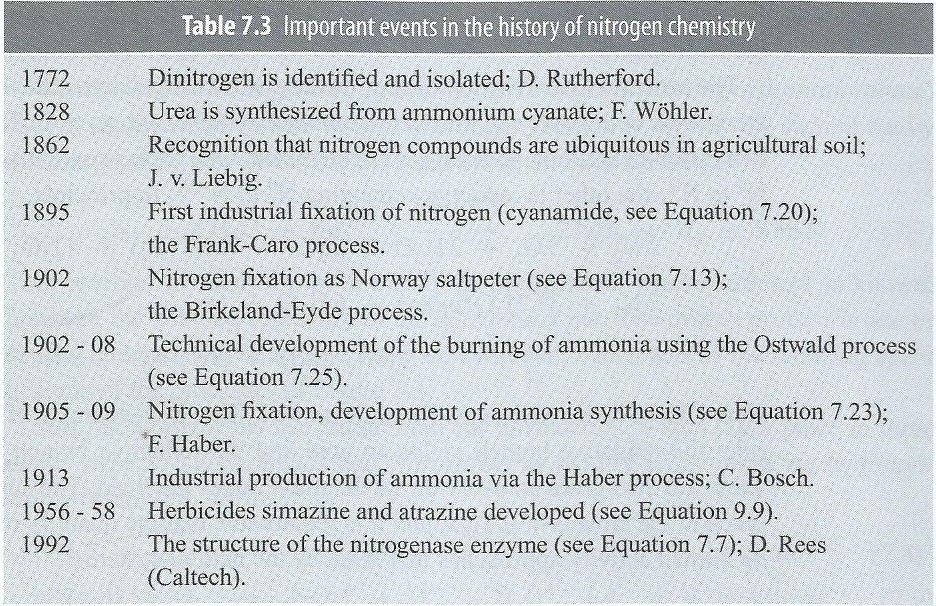 Table 7.3 Important events in the history of nitrogen chemistry
1772 Dinitrogen is identified and isolated; D. Rutherford.
1828 Urea is synthesized from ammonium cyanate; F. Wöhler.
1862 Recognition that nitrogen compounds are ubiquitous in agricultural soil;
J. v. Liebig.
1895 First industrial fixation of nitrogen (cyanamide, see Equation 7.20);
the Frank-Caro process.
1902 Nitrogen fixation as Norway saltpeter (see Equation 7.13);
the Birkeland-Eyde process.
1902 - 08 Technical development of the burning of ammonia using the Ostwald process
(see Equation 7.25).
1905 - 09 Nitrogen fixation, development of ammonia synthesis (see Equation 7.23);
F. Haber.
1913 Industrial production of ammonia via the Haber process; C. Bosch.
1956 - 58 Herbicides simazine and atrazine developed (see Equation 9.9).
1992 The structure of the nitrogenase enzyme (see Equation 7.7); D. Rees
(Caltech).